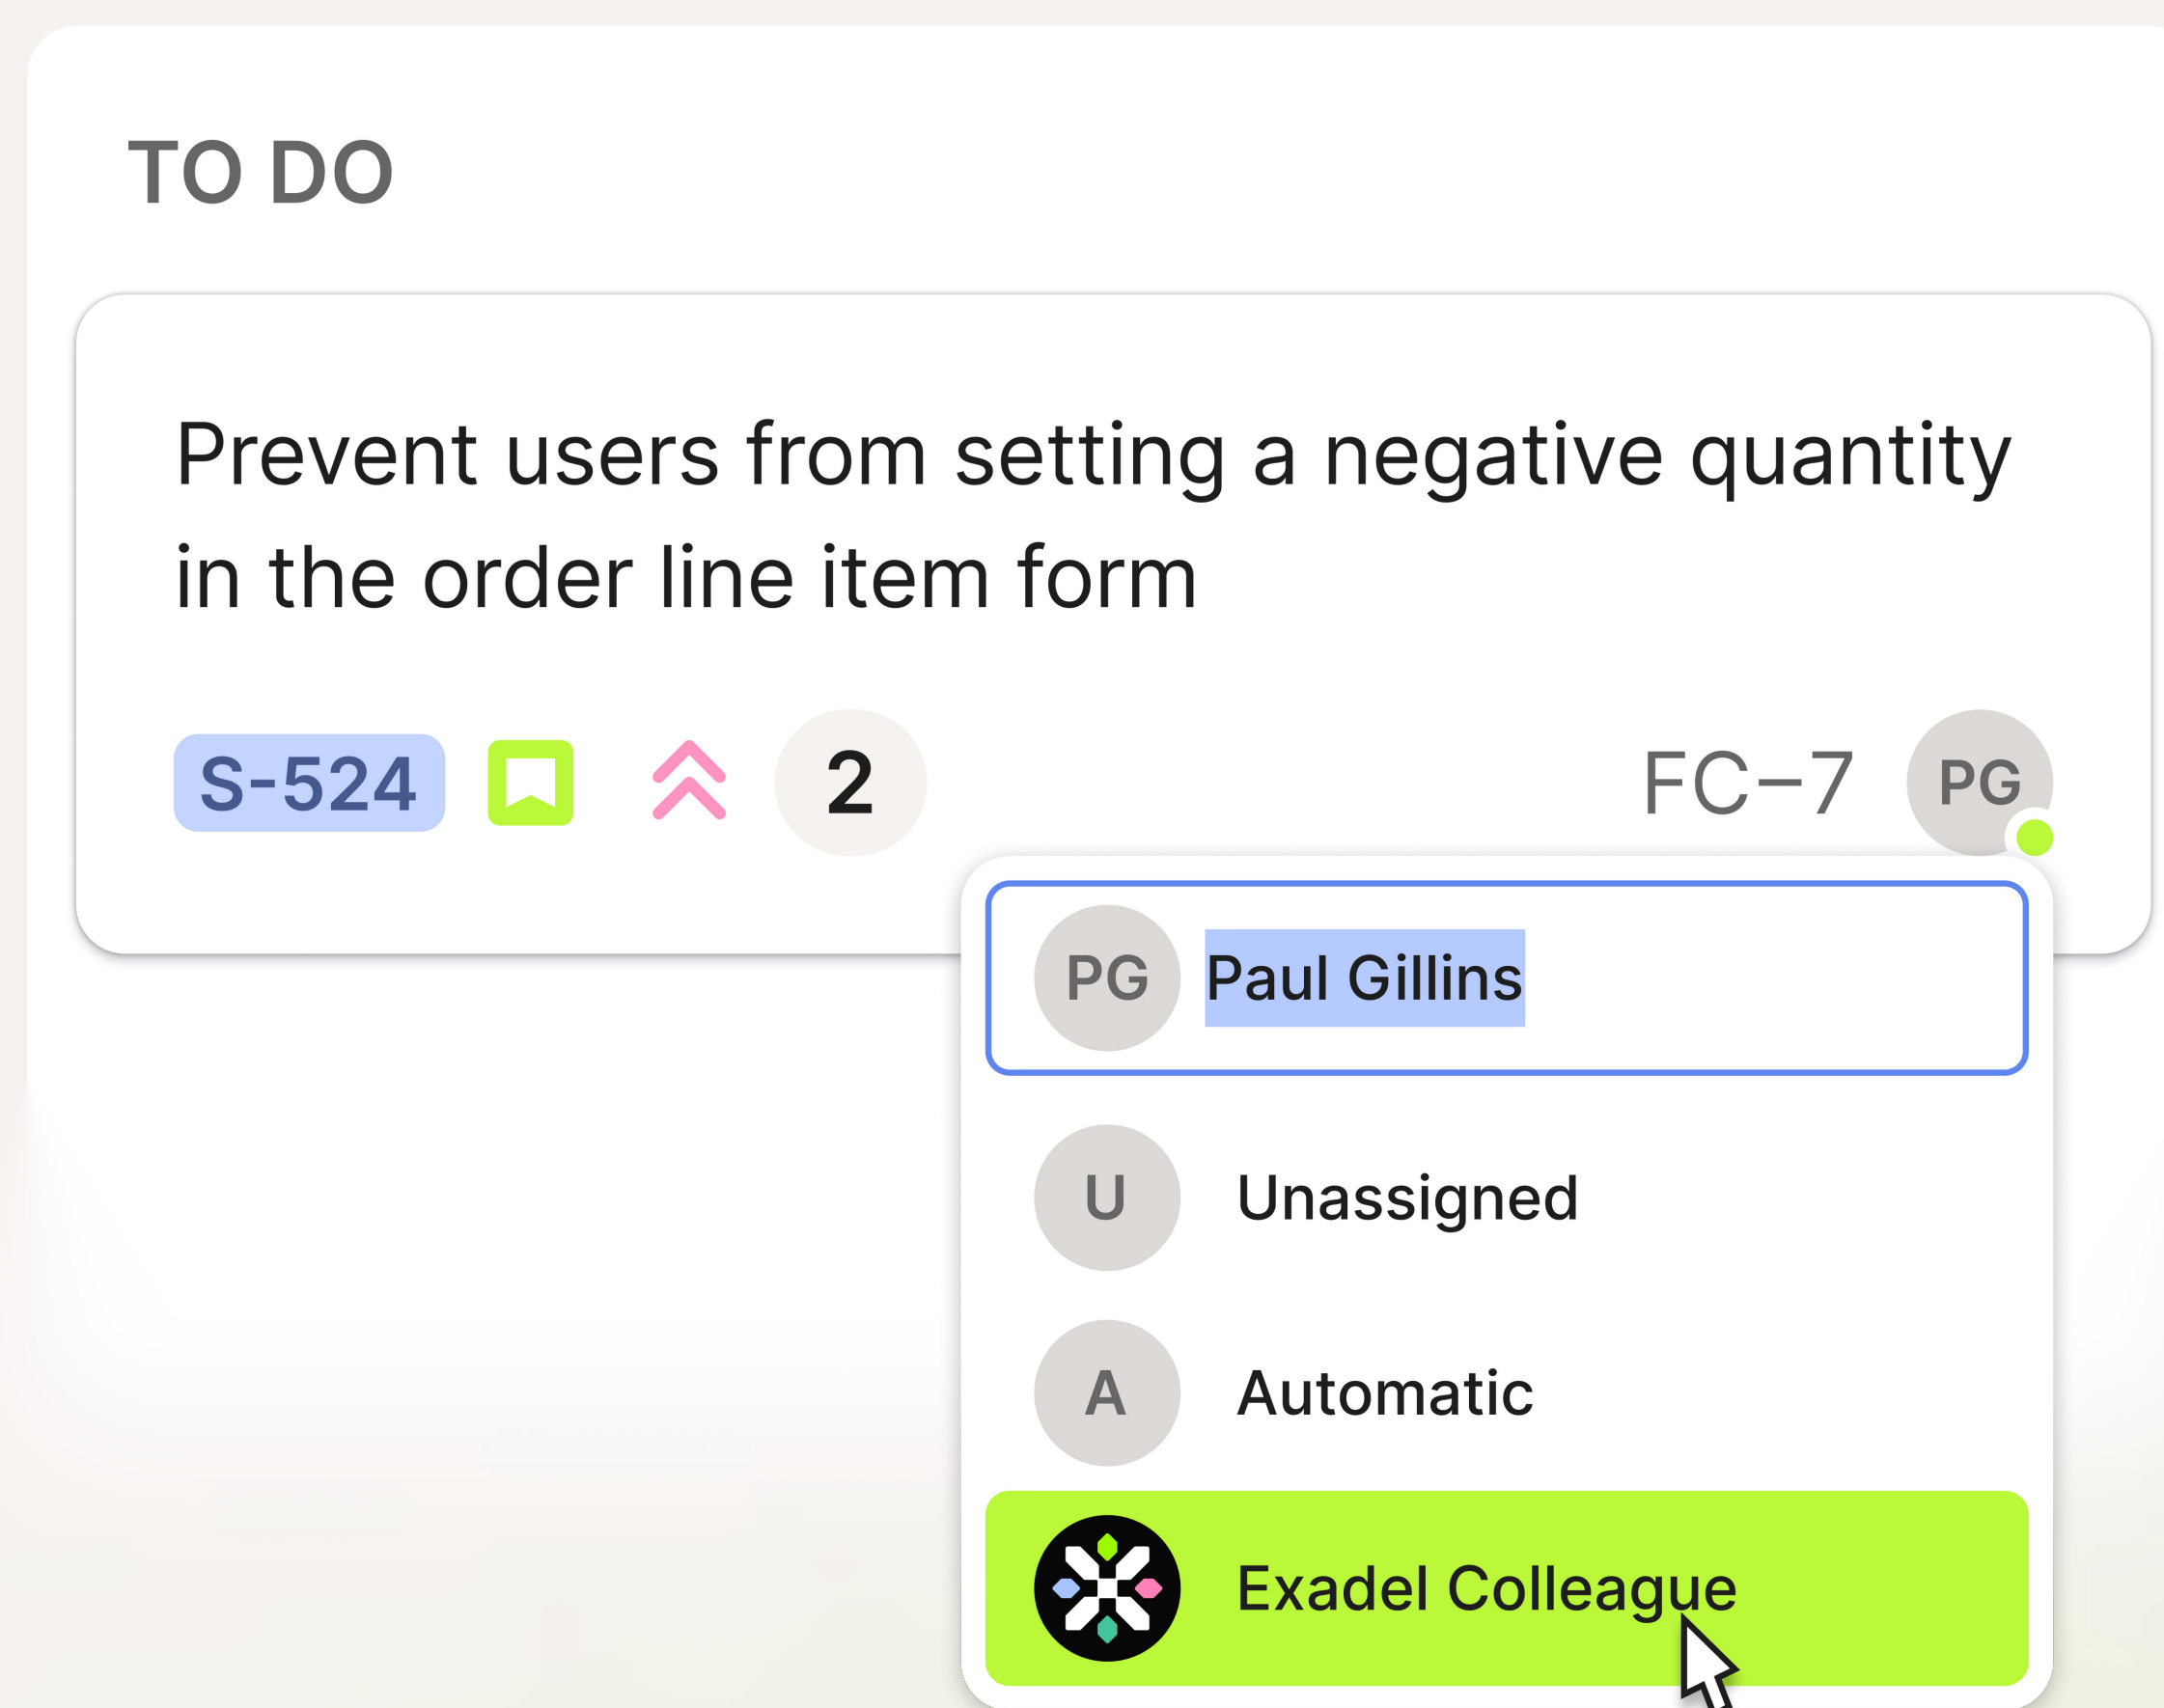 TO DO
Prevent users from setting a negative quantity
in the order line item form
S-524
2
FC–7
PG
PG
Paul Gillins
U
Unassigned
A
Automatic
Exadel Colleague